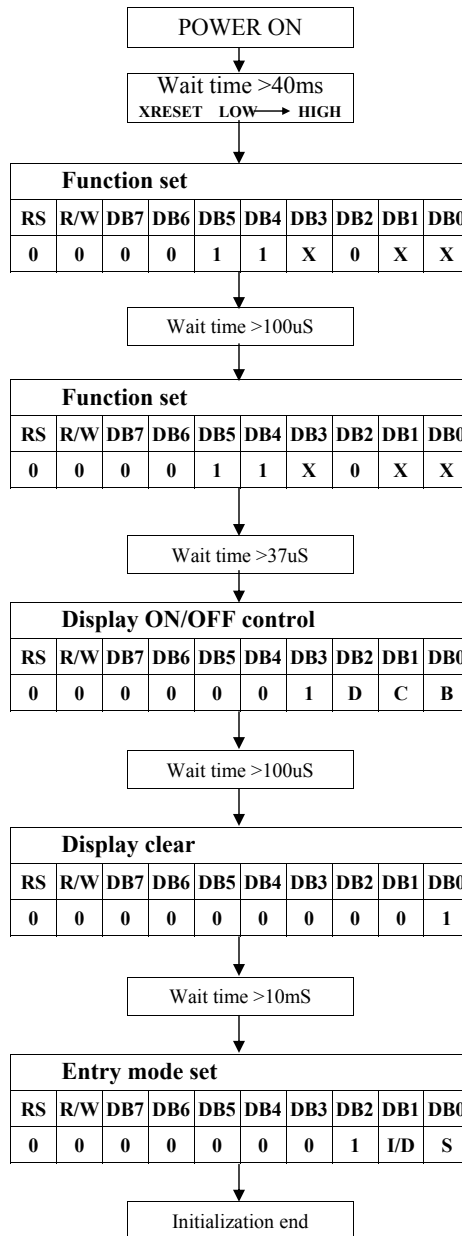 POWER ON
Wait time >40ms
XRESET LOW HIGH
Function set
RS R/W DB7 DB6 DB5 DB4 DB3 DB2 DB1 DB0
0 0 0 0 1 1 X 0 X X
Wait time >100uS
Function set
RS R/W DB7 DB6 DB5 DB4 DB3 DB2 DB1 DB0
0 0 0 0 1 1 X 0 X X
Wait time >37uS
Display ON/OFF control
RS R/W DB7 DB6 DB5 DB4 DB3 DB2 DB1 DB0
0 0 0 0 0 0 1 D C B
Wait time >100uS
Display clear
RS R/W DB7 DB6 DB5 DB4 DB3 DB2 DB1 DB0
0 0 0 0 0 0 0 0 0 1
Wait time >10mS
Entry mode set
RS R/W DB7 DB6 DB5 DB4 DB3 DB2 DB1 DB0
0 0 0 0 0 0 0 1 I/D S
Initialization end